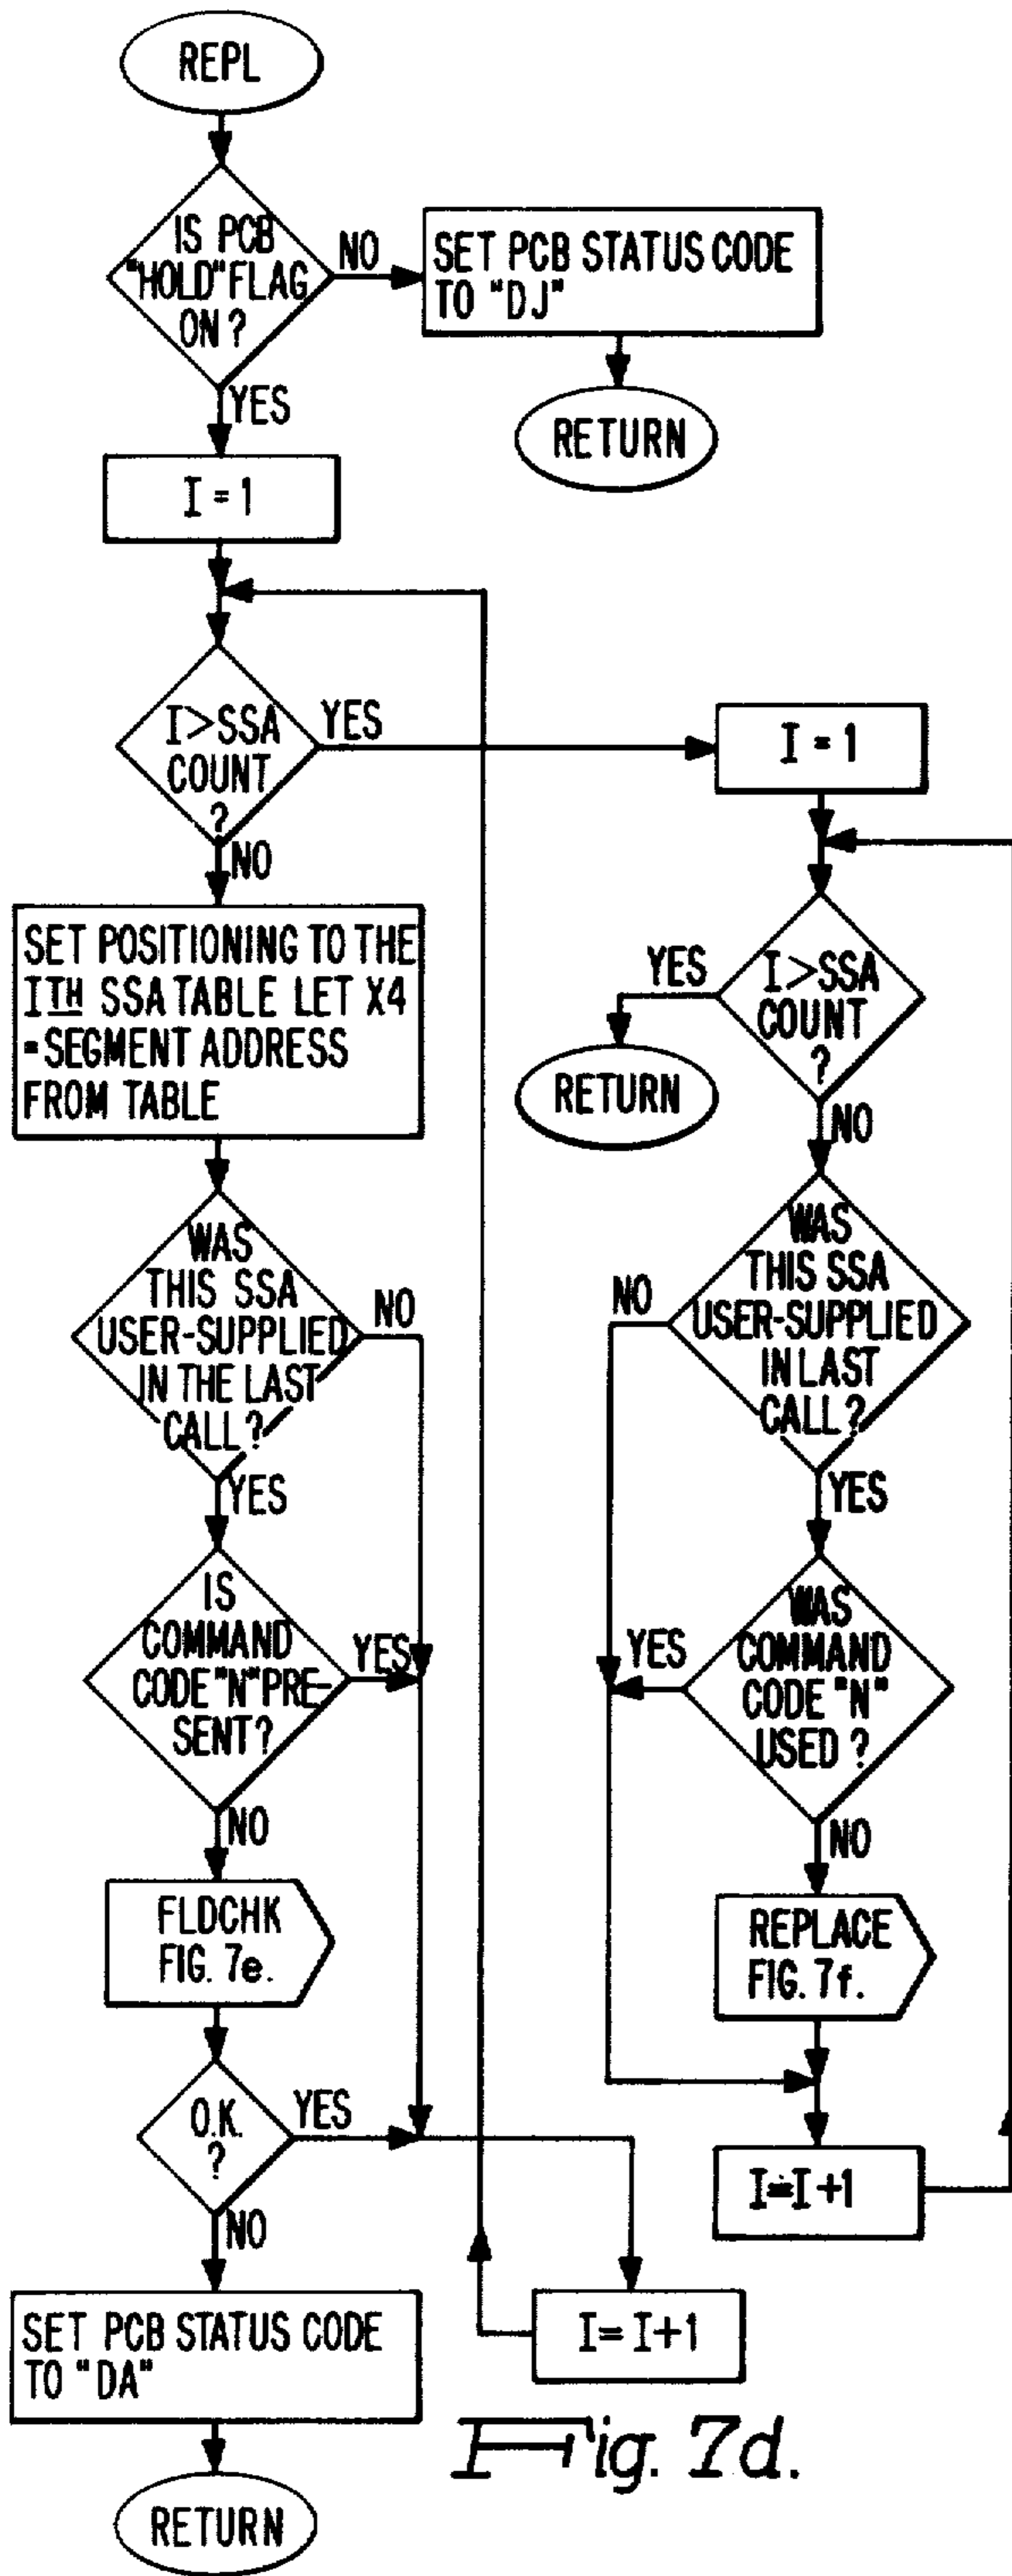 REPL
IS PCB
"HOLD" FLAG
ON ?
NO
SET PCB STATUS CODE
TO "DJ"
RETURN
YES
I = 1
I>SSA
COUNT
?
YES
NO
I = 1
SET POSITIONING TO THE
ITH SSA TABLE LET X4
=SEGMENT ADDRESS
FROM TABLE
I>SSA
COUNT
?
YES
RETURN
NO
WAS
THIS SSA
USER-SUPPLIED
IN THE LAST
CALL?
NO
YES
WAS
THIS SSA
USER-SUPPLIED
IN LAST
CALL?
NO
YES
IS
COMMAND
CODE "N" PRE-
SENT?
YES
NO
WAS
COMMAND
CODE "N"
USED ?
YES
NO
FLDCHK
FIG. 7e.
REPLACE
FIG. 7f.
O.K.
?
YES
NO
I=I+1
SET PCB STATUS CODE
TO "DA"
I= I+1
RETURN
Fig. 7d.